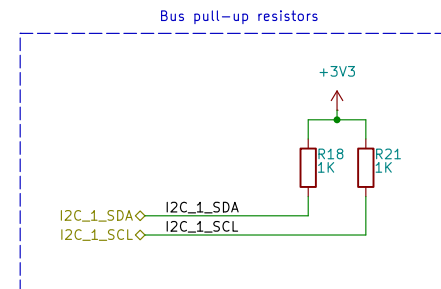 Bus pull-up resistors
+3V3
R18
1K
R21
1K
I2C_1_SDA
I2C_1_SDA
I2C_1_SCL
I2C_1_SCL